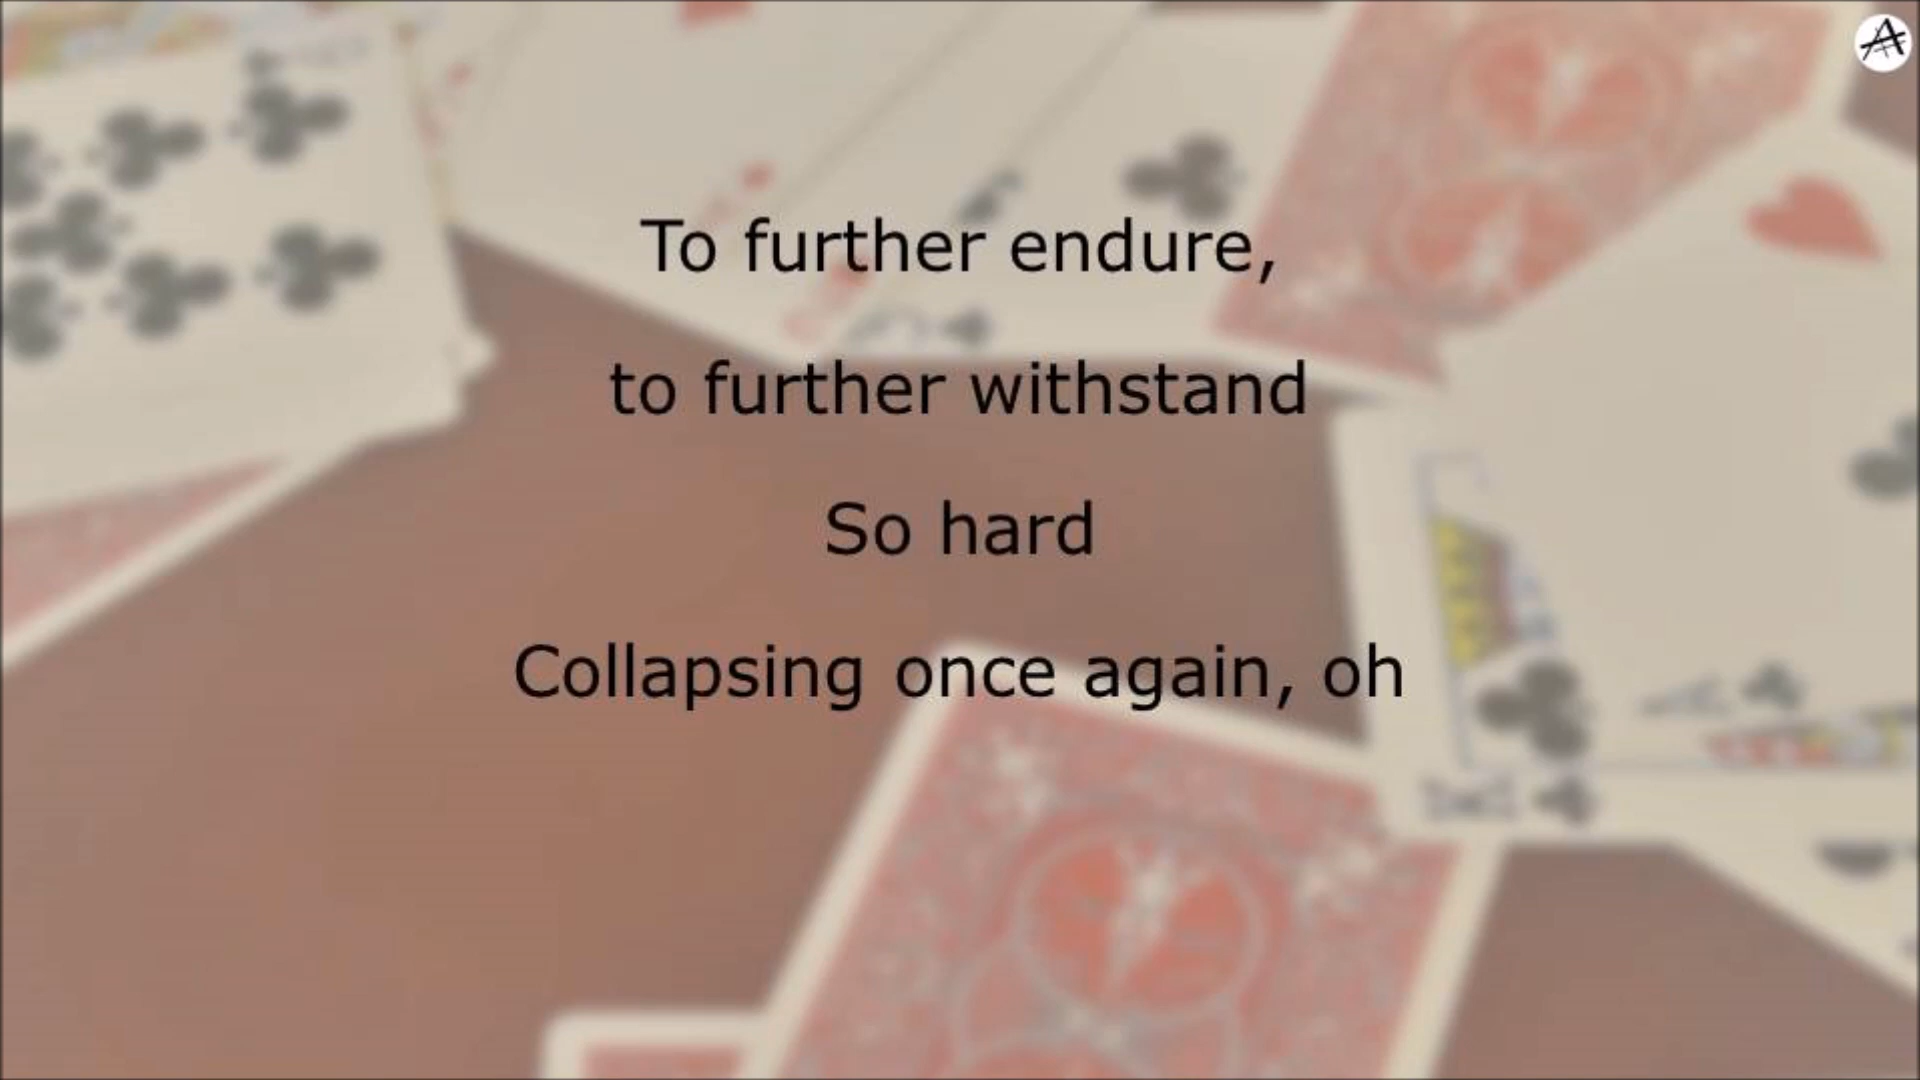 To further endure,
to further withstand
So hard
Collapsing once again, oh